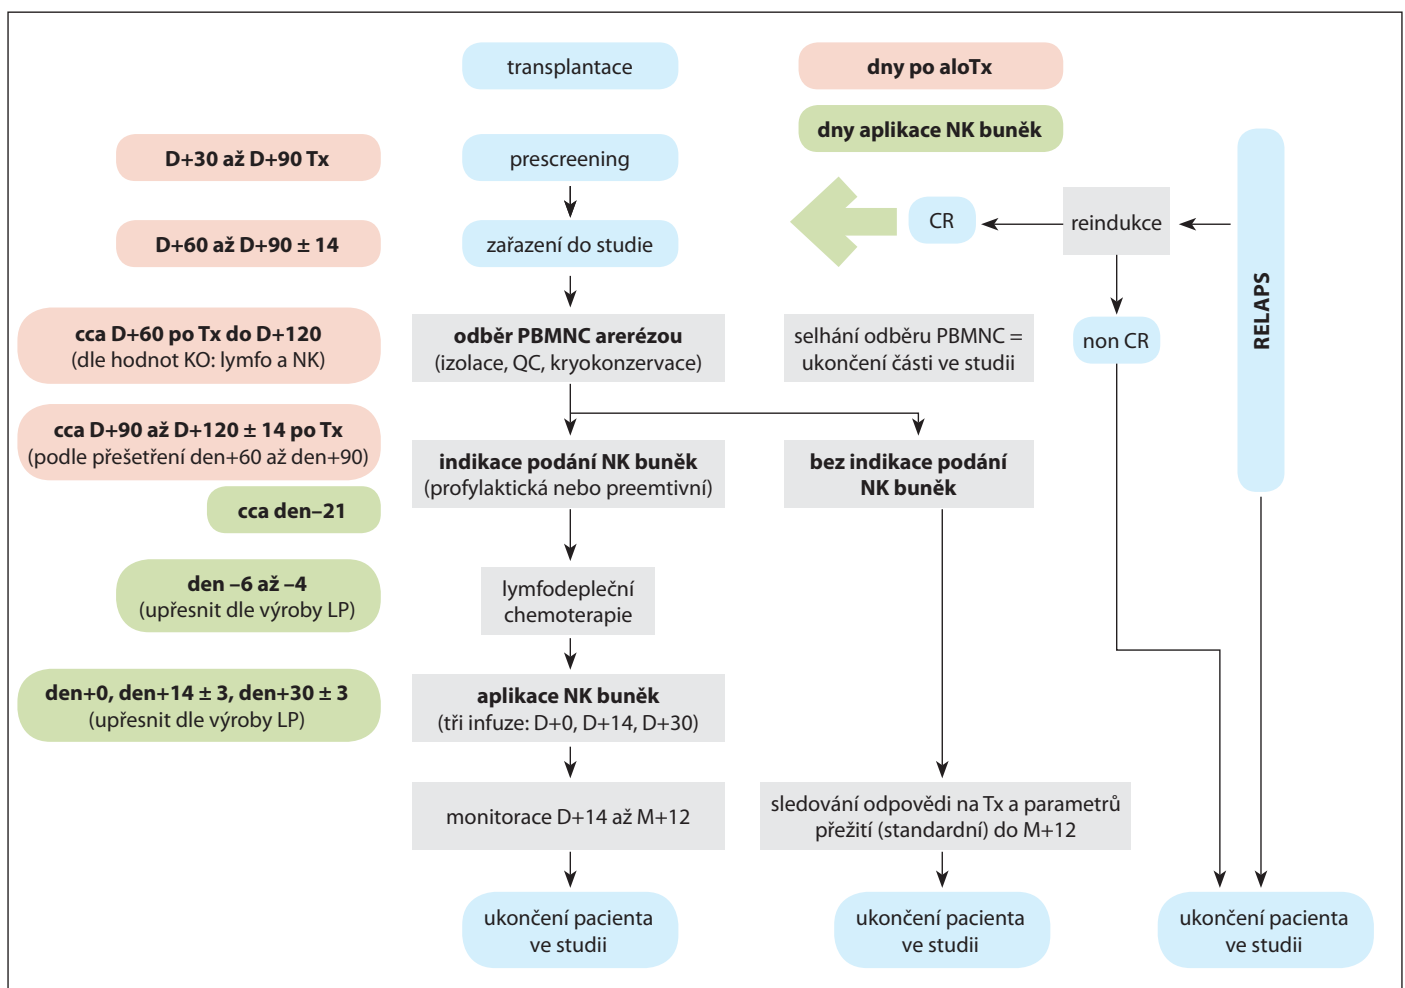 transplantace
dny po aloTx
dny aplikace NK buněk
D+30 až D+90 Tx
prescreening
D+60 až D+90 ± 14
zařazení do studie
CR
reindukce
RELAPS
cca D+60 po Tx do D+120
(dle hodnot KO: lymfo a NK)
odběr PBMNC arerézou
(izolace, QC, kryokonzervace)
selhání odběru PBMNC =
ukončení části ve studii
non CR
cca D+90 až D+120 ± 14 po Tx
(podle přešetření den+60 až den+90)
indikace podání NK buněk
(profylaktická nebo preemtivní)
bez indikace podání
NK buněk
cca den–21
den –6 až –4
(upřesnit dle výroby LP)
lymfodepleční
chemoterapie
den+0, den+14 ± 3, den+30 ± 3
(upřesnit dle výroby LP)
aplikace NK buněk
(tři infuze: D+0, D+14, D+30)
monitorace D+14 až M+12
sledování odpovědi na Tx a parametrů
přežití (standardní) do M+12
ukončení pacienta
ve studii
ukončení pacienta
ve studii
ukončení pacienta
ve studii